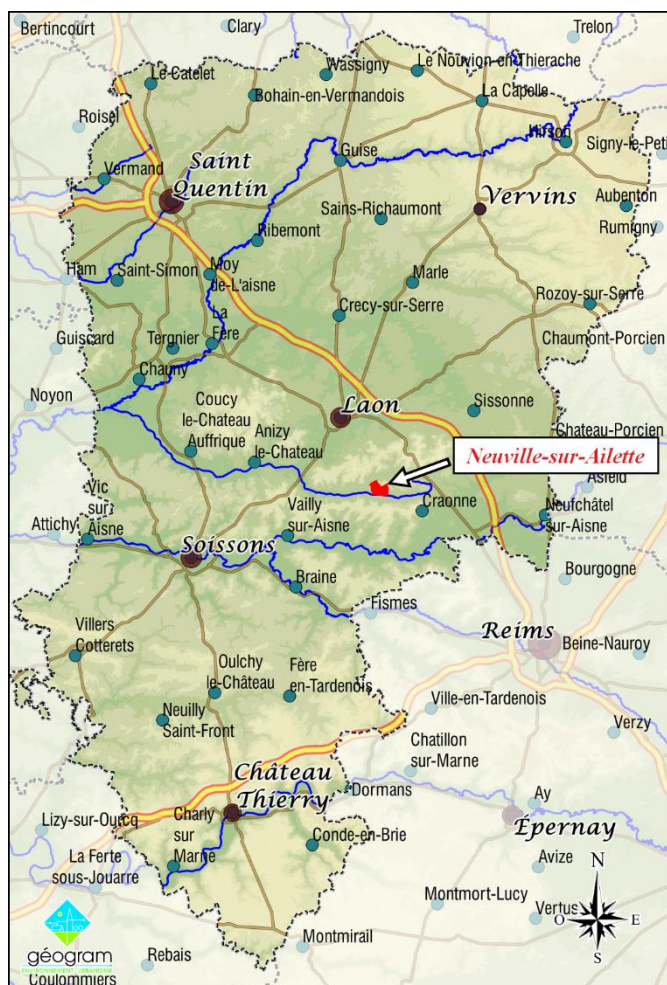 Bertincourt
Clary
Trelon
Le Catelet
Wassigny
Le Nouvion-en-Thierache
Bohain-en-Vermandois
La Capelle
Roisel
Hirson
Signy-le-Peti
Vermand
Saint
Quentin
Guise
Vervins
Aubenton
Rumigny
Sains-Richaumont
Ribemont
Ham
Saint-Simon
Moy
de-L'aisne
Marle
Rozoy-sur-Serre
Guiscard
Tergnier
La
Fère
Crecy-sur-Serre
Chaumont-Porcien
Chauny
Noyon
Coucy
le-Chateau
Auffrique
Anizy
le-Chateau
Laon
Sissonne
Chateau-Porcien
Neuville-sur-Ailette
Asfeld
Vic
sur
Aisne
Attichy
Vailly
sur-Aisne
Craonne
Neufchâtel
sur-Aisne
Soissons
Braine
Bourgogne
Fismes
Reims
Beine-Nauroy
Villers
Cotterets
Oulchy
le-Château
Fère
en-Tardenois
Neuilly
Saint-Front
Ville-en-Tardenois
Verzy
Chatillon
sur-Marne
Château
Thierry
Dormans
Ay
Lizy-sur-Ourcq
Charly
sur
Marne
Conde-en-Brie
Épernay
La Ferte
sous-Jouarre
Avize
N
Montmort-Lucy
Vertus
O
E
S
Montmirail
Rebais
géogram
ENVIRONNEMENT URBANISME
Coulommiers